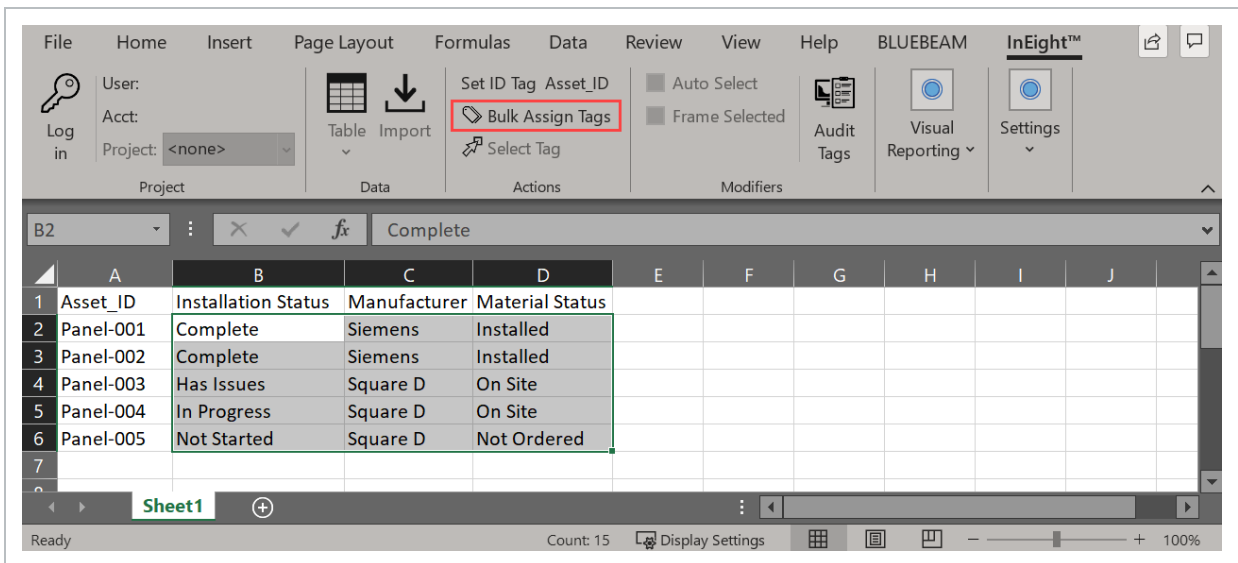 File Home Insert Page Layout Formulas Data Review View Help BLUEBEAM InEight™
User:
Acct:
Project: <none>
Log in
Project
Table Import
Data
Set ID Tag Asset_ID
Bulk Assign Tags
Select Tag
Actions
Auto Select
Frame Selected
Modifiers
Audit Tags
Visual Reporting
Settings
B2 fx Complete
A B C D E F G H I J
1 Asset_ID Installation Status Manufacturer Material Status
2 Panel-001 Complete Siemens Installed
3 Panel-002 Complete Siemens Installed
4 Panel-003 Has Issues Square D On Site
5 Panel-004 In Progress Square D On Site
6 Panel-005 Not Started Square D Not Ordered
7
Sheet1
Ready Count: 15 Display Settings 100%